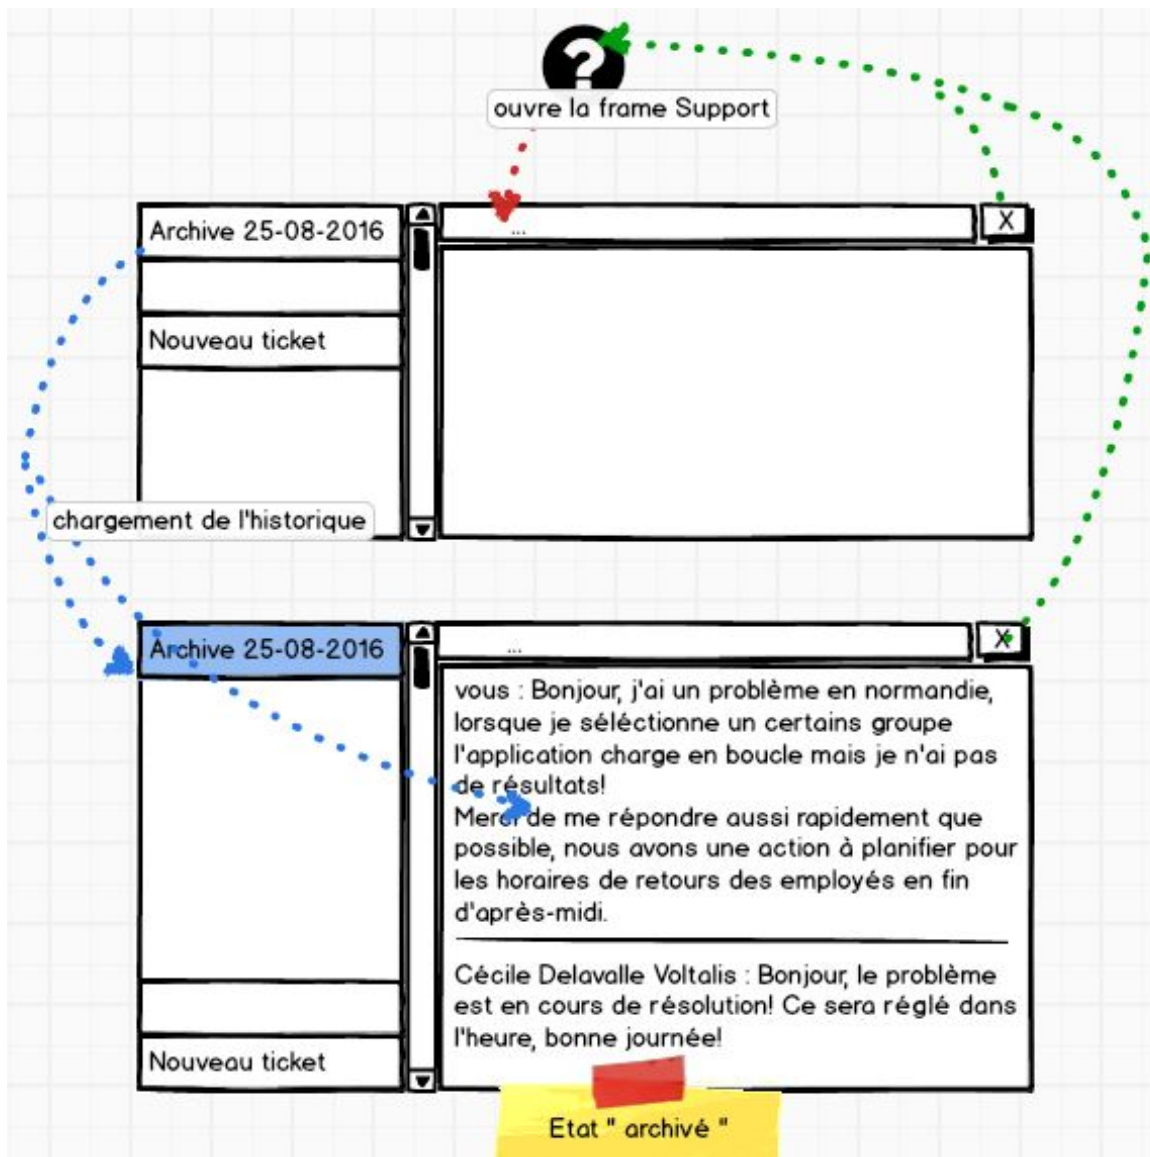 ?
ouvre la frame Support
Archive 25-08-2016
...
X
Nouveau ticket
chargement de l'historique
Archive 25-08-2016
...
X
vous : Bonjour, j'ai un problème en normandie,
lorsque je séléctionne un certains groupe
l'application charge en boucle mais je n'ai pas
de résultats!
Merci de me répondre aussi rapidement que
possible, nous avons une action à planifier pour
les horaires de retours des employés en fin
d'après-midi.
Cécile Delavalle Voltalis : Bonjour, le problème
est en cours de résolution! Ce sera réglé dans
l'heure, bonne journée!
Nouveau ticket
Etat " archivé "